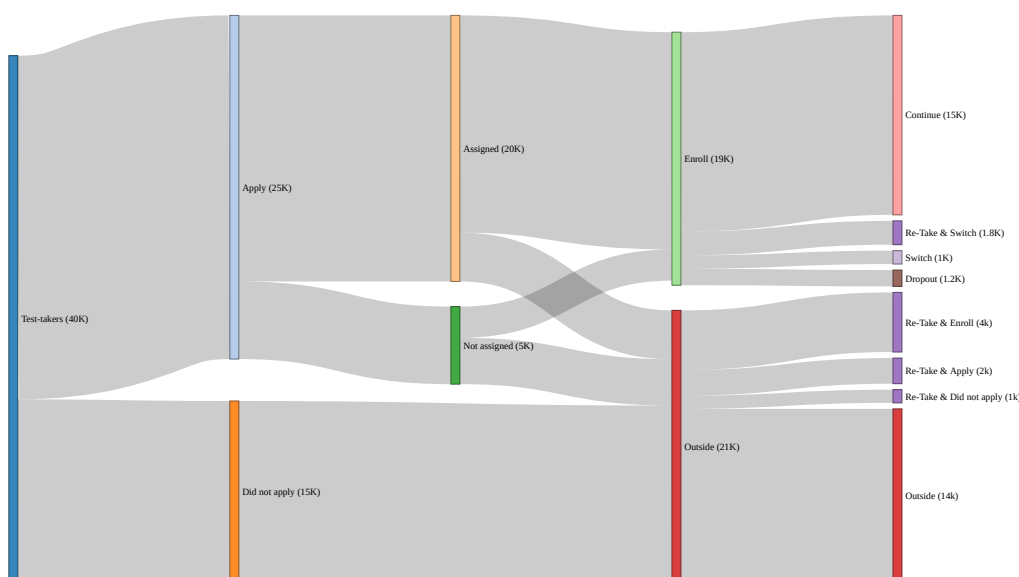 Test-takers (40K)
Apply (25K)
Did not apply (15K)
Assigned (20K)
Not assigned (5K)
Enroll (19K)
Outside (21K)
Continue (15K)
Re-Take & Switch (1.8K)
Switch (1K)
Dropout (1.2K)
Re-Take & Enroll (4k)
Re-Take & Apply (2k)
Re-Take & Did not apply (1k
Outside (14k)